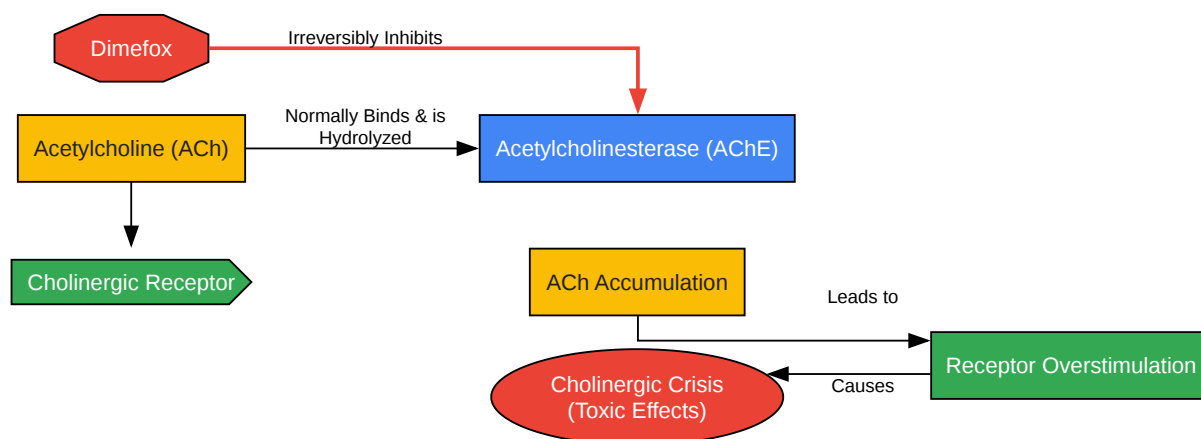 Dimefox
Irreversibly Inhibits
Normally Binds & is
Hydrolyzed
Acetylcholine (ACh)
Acetylcholinesterase (AChE)
Cholinergic Receptor
ACh Accumulation
Leads to
Receptor Overstimulation
Causes
Cholinergic Crisis
(Toxic Effects)